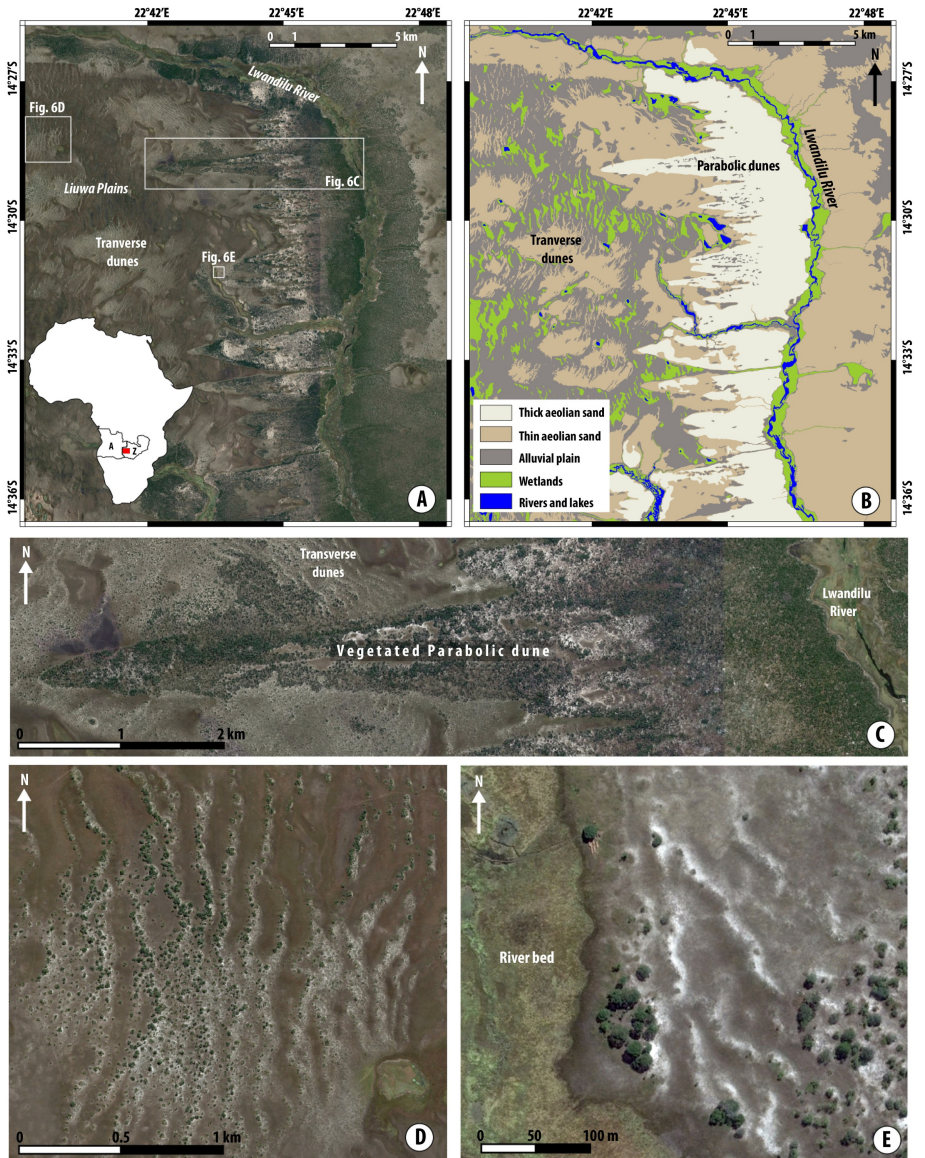 22°42'E 22°45'E 22°48'E
0 1 5 km
N
Lwandilu River
Fig. 6D
Fig. 6C
Liuwa Plains
Tranverse
dunes
Fig. 6E
A Z
A
14°27'S
14°30'S
14°33'S
14°36'S
22°42'E 22°45'E 22°48'E
0 1 5 km
N
Lwandilu River
Parabolic dunes
Tranverse
dunes
Thick aeolian sand
Thin aeolian sand
Alluvial plain
Wetlands
Rivers and lakes
B
14°27'S
14°30'S
14°33'S
14°36'S
N
Transverse
dunes
Lwandilu
River
Vegetated Parabolic dune
0 1 2 km
C
N
0 0.5 1 km
D
N
River bed
0 50 100 m
E